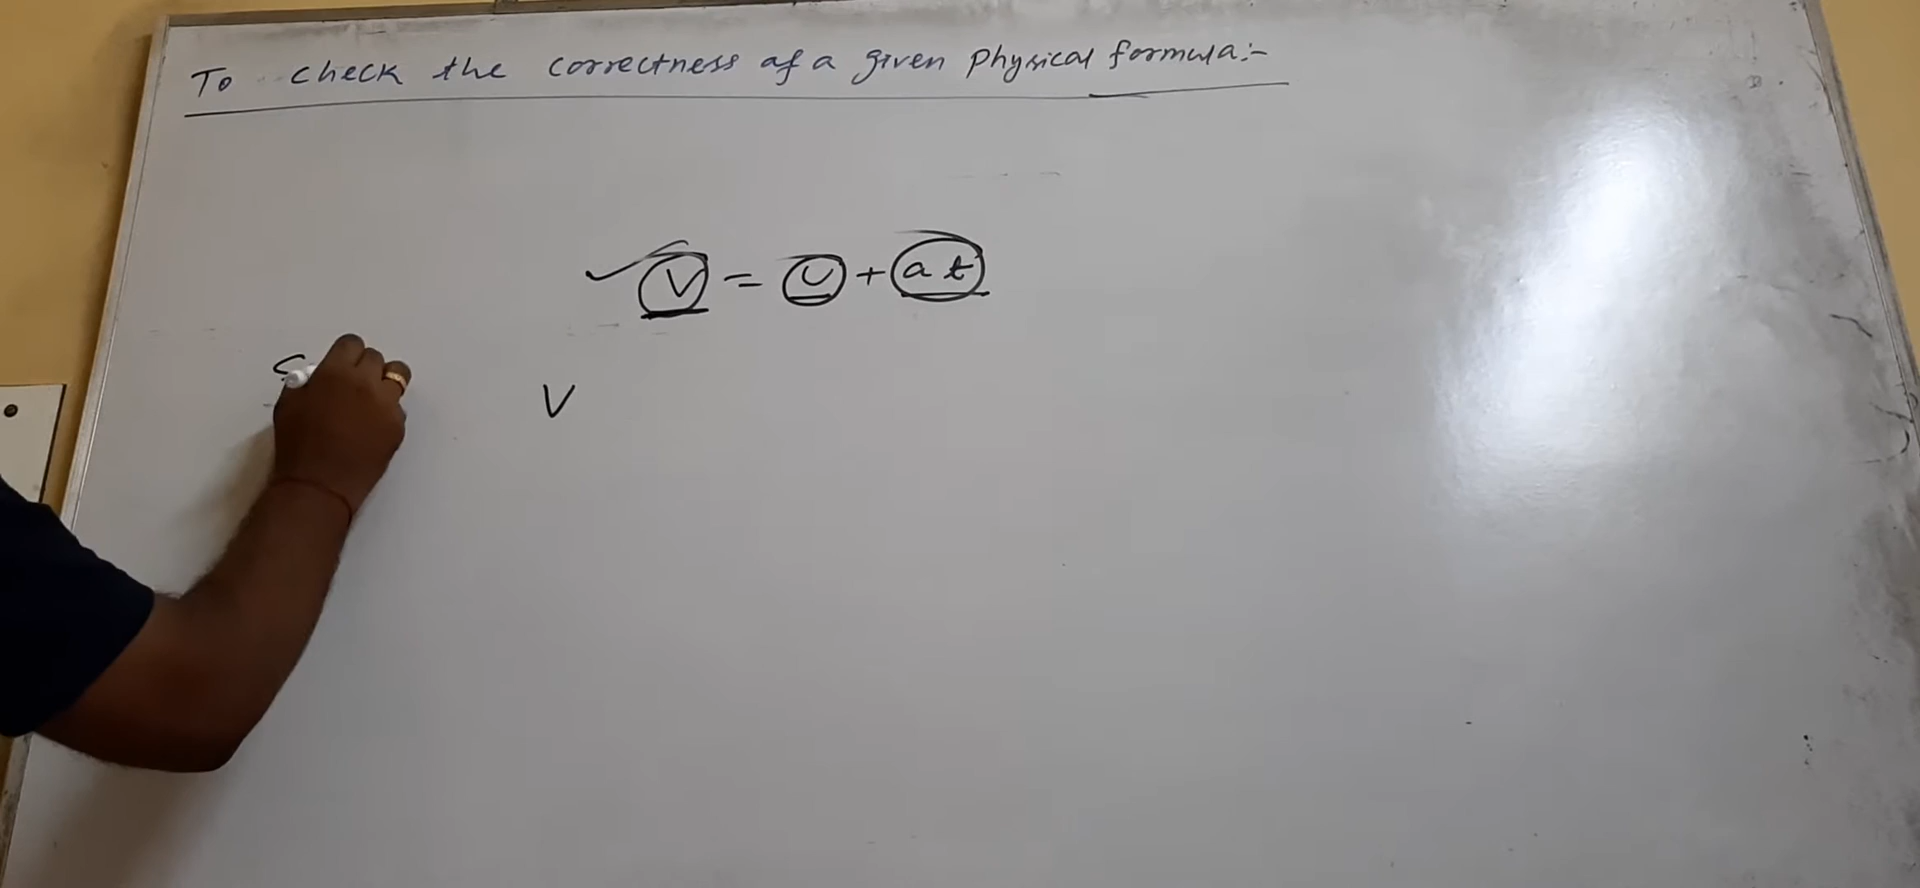 To check the correctness of a given physical formula:-
V = U + at
V